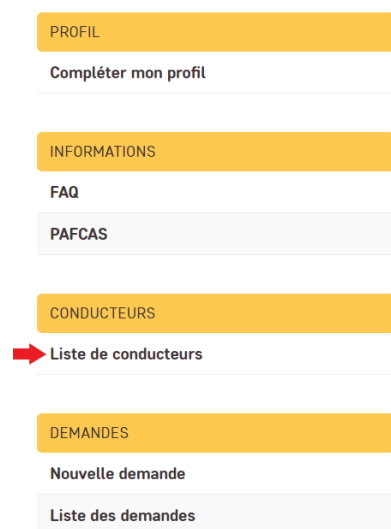 PROFIL
Compléter mon profil
INFORMATIONS
FAQ
PAFCAS
CONDUCTEURS
Liste de conducteurs
DEMANDES
Nouvelle demande
Liste des demandes